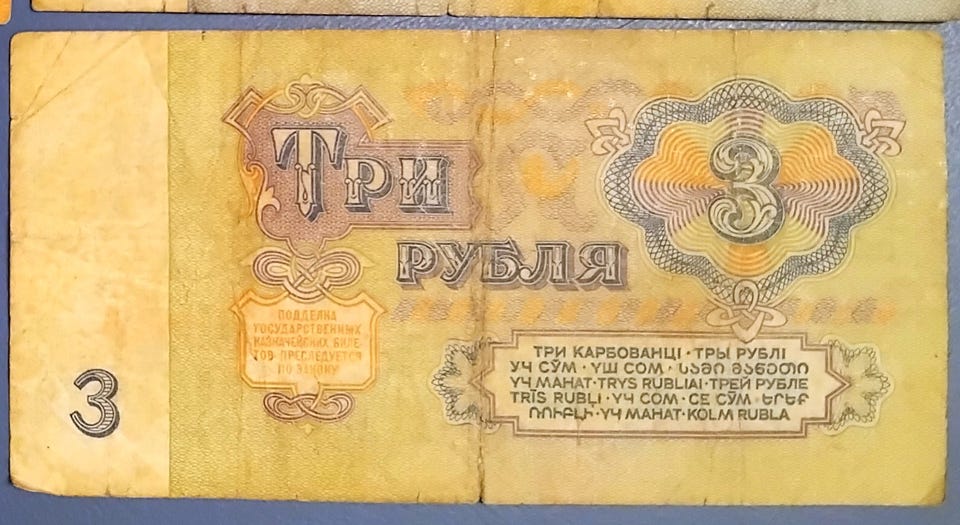 ТРИ
РУБЛЯ
3
ПОДДЕЛКА
ГОСУДАРСТВЕННЫХ
КАЗНАЧЕЙСКИХ БИЛЕ-
ТОВ ПРЕСЛЕДУЕТСЯ
ПО ЗАКОНУ
3
ТРИ КАРБОВАНЦІ · ТРЫ РУБЛІ
УЧ СЎМ · ҮШ СОМ · ᲡᲐᲛᲘ ᲛᲐᲜᲔᲗᲘ
ҮЧ МАНАТ · TRYS RUBLIAI · ТРЕЙ РУБЛЕ
TRĪS RUBĻI · ҮЧ СОМ · СЕ СӮМ · ԵՐԵՔ
ՌՈՒԲԼԻ · ҮЧ МАНАТ · KOLM RUBLA